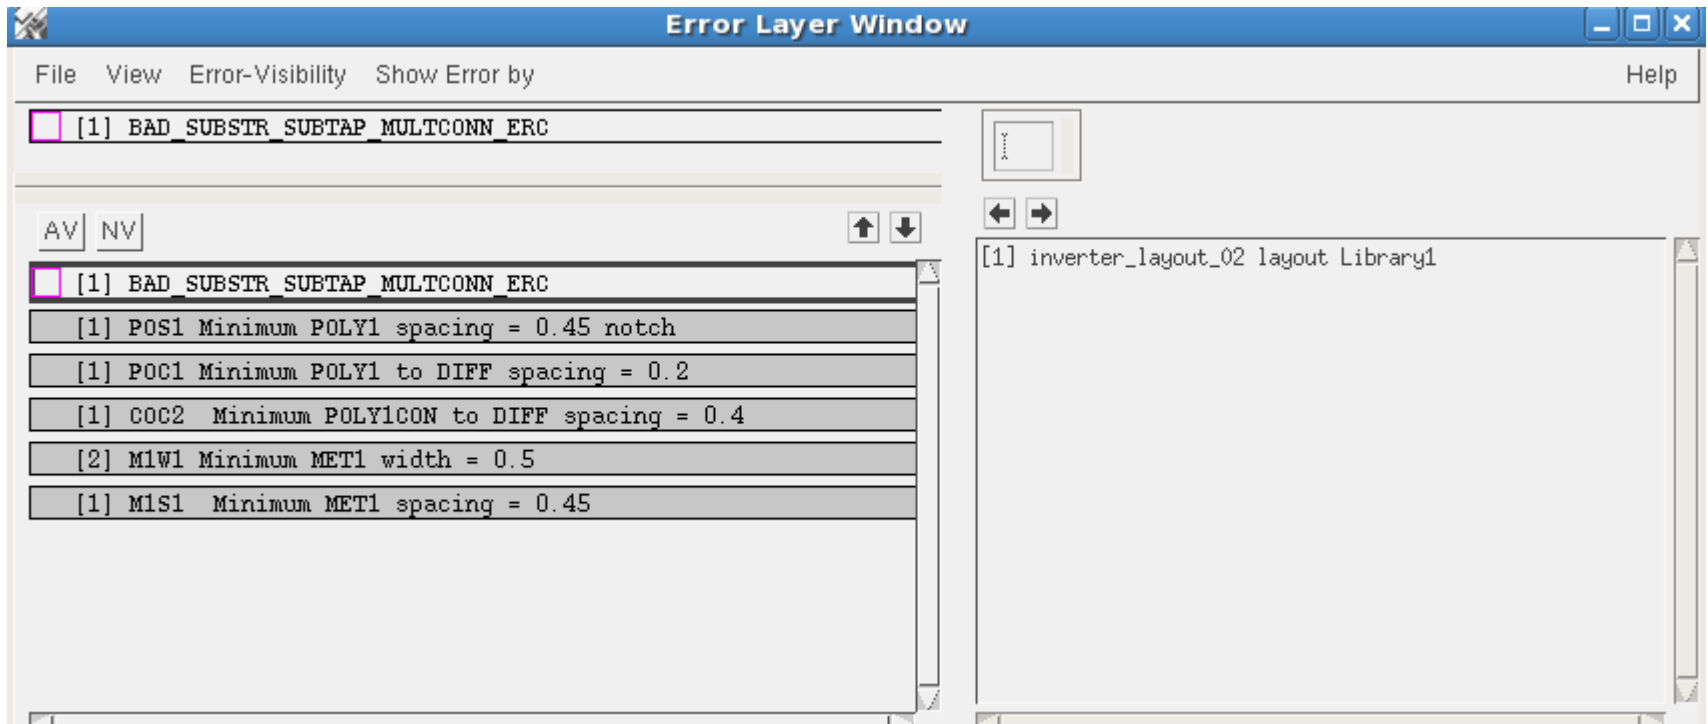 Error Layer Window
File View Error-Visibility Show Error by Help
[1] BAD_SUBSTR_SUBTAP_MULTCONN_ERC
AV NV
[1] BAD_SUBSTR_SUBTAP_MULTCONN_ERC
[1] POS1 Minimum POLY1 spacing = 0.45 notch
[1] POC1 Minimum POLY1 to DIFF spacing = 0.2
[1] COC2 Minimum POLY1CON to DIFF spacing = 0.4
[2] M1W1 Minimum MET1 width = 0.5
[1] M1S1 Minimum MET1 spacing = 0.45
[1] inverter_layout_02 layout Library1